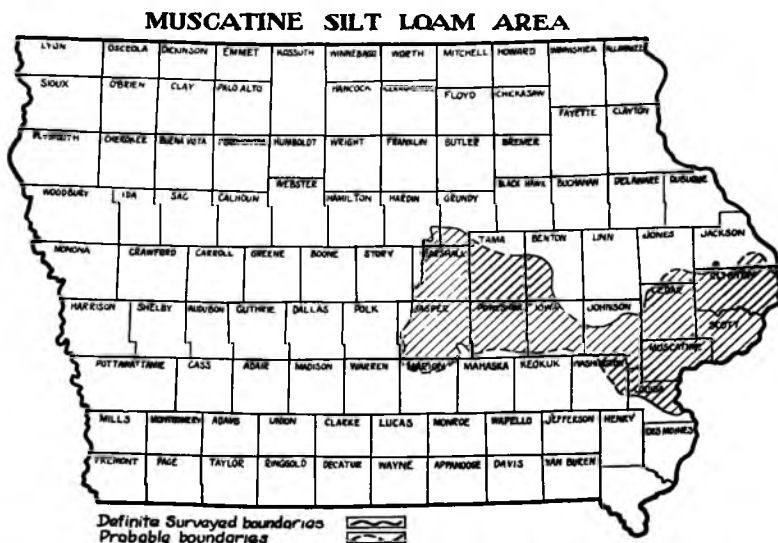 MUSCATINE SILT LOAM AREA
LYON OSCEOLA DICKINSON EMMET KOSSUTH WINNEBAGO WORTH MITCHELL HOWARD WINNESHIEK ALLAMAKEE
SIOUX O'BRIEN CLAY PALO ALTO HANCOCK FLOYD CHICKASAW
FAYETTE CLAYTON
PLYMOUTH CHEROKEE BUENA VISTA HUMBOLDT WRIGHT FRANKLIN BUTLER BREMER
WEBSTER
WOODBURY IDA SAC CALHOUN HAMILTON HARDIN GRUNDY BLACK HAWK BUCHANAN DELAWARE DUBUQUE
MONONA CRAWFORD CARROLL GREENE BOONE STORY MARSHALL TAMA BENTON LINN JONES JACKSON
CLINTON
CEDAR
HARRISON SHELBY AUDUBON GUTHRIE DALLAS POLK JASPER POWESHIEK IOWA JOHNSON
SCOTT
MUSCATINE
POTTAWATTAMIE CASS ADAIR MADISON WARREN MARION MAHASKA KEOKUK WASHINGTON
LOUISA
MILLS MONTGOMERY ADAMS UNION CLARKE LUCAS MONROE WAPELLO JEFFERSON HENRY
DES MOINES
FREMONT PAGE TAYLOR RINGGOLD DECATUR WAYNE APPANOOSE DAVIS VAN BUREN
Definite Surveyed boundaries
Probable boundaries